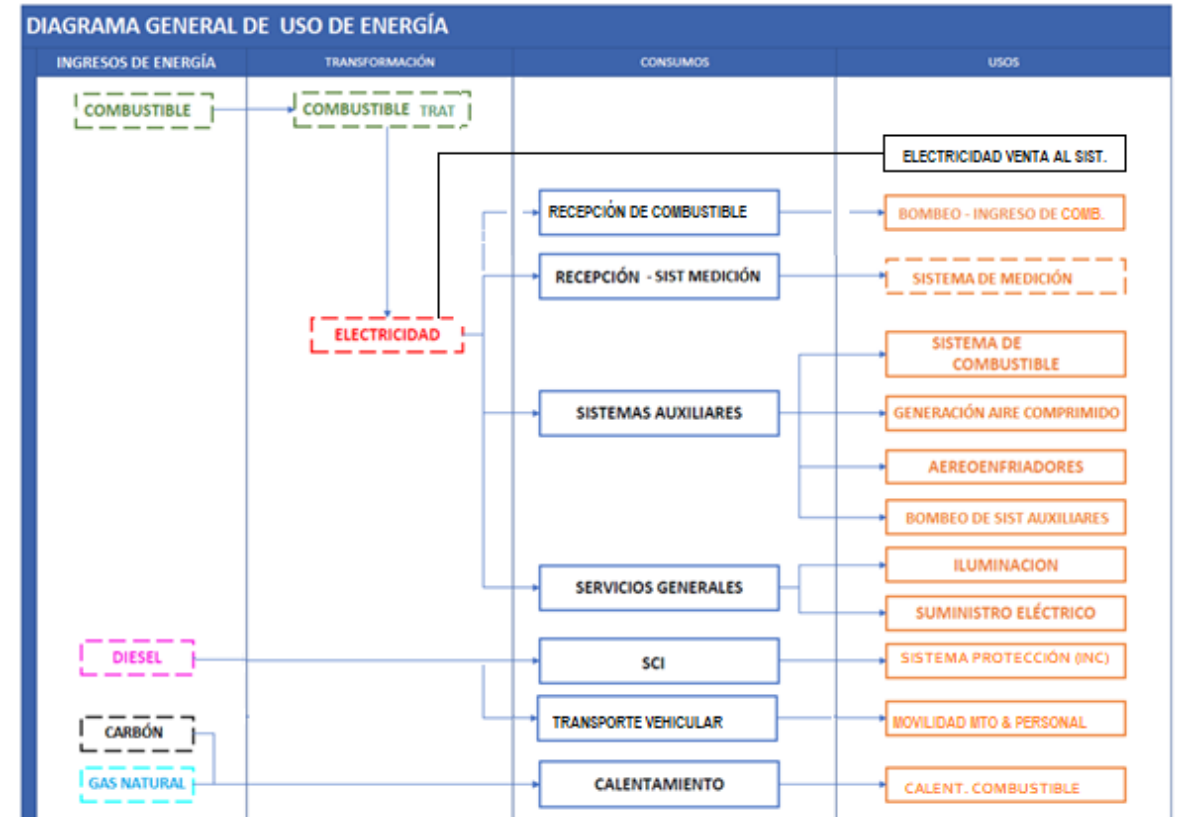 DIAGRAMA GENERAL DE USO DE ENERGÍA
INGRESOS DE ENERGÍA
TRANSFORMACIÓN
CONSUMOS
USOS
COMBUSTIBLE
COMBUSTIBLE TRAT
ELECTRICIDAD VENTA AL SIST.
RECEPCIÓN DE COMBUSTIBLE
BOMBEO - INGRESO DE COMB.
RECEPCIÓN - SIST MEDICIÓN
SISTEMA DE MEDICIÓN
ELECTRICIDAD
SISTEMA DE
COMBUSTIBLE
SISTEMAS AUXILIARES
GENERACIÓN AIRE COMPRIMIDO
AEREOENFRIADORES
BOMBEO DE SIST AUXILIARES
ILUMINACION
SERVICIOS GENERALES
SUMINISTRO ELÉCTRICO
DIESEL
SCI
SISTEMA PROTECCIÓN (INC)
CARBÓN
TRANSPORTE VEHICULAR
MOVILIDAD MTO & PERSONAL
GAS NATURAL
CALENTAMIENTO
CALENT. COMBUSTIBLE